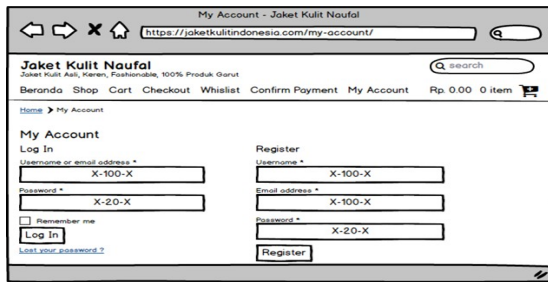 My Account - Jaket Kulit Naufal
https://jaketkulitindonesia.com/my-account/
Jaket Kulit Naufal
Jaket Kulit Asli, Keren, Fashionable, 100% Produk Garut
search
Beranda Shop Cart Checkout Whislist Confirm Payment My Account Rp. 0.00 0 item
Home > My Account
My Account
Log In
Username or email address *
X-100-X
Password *
X-20-X
Remember me
Log In
Lost your password ?
Register
Username *
X-100-X
Email address *
X-100-X
Password *
X-20-X
Register